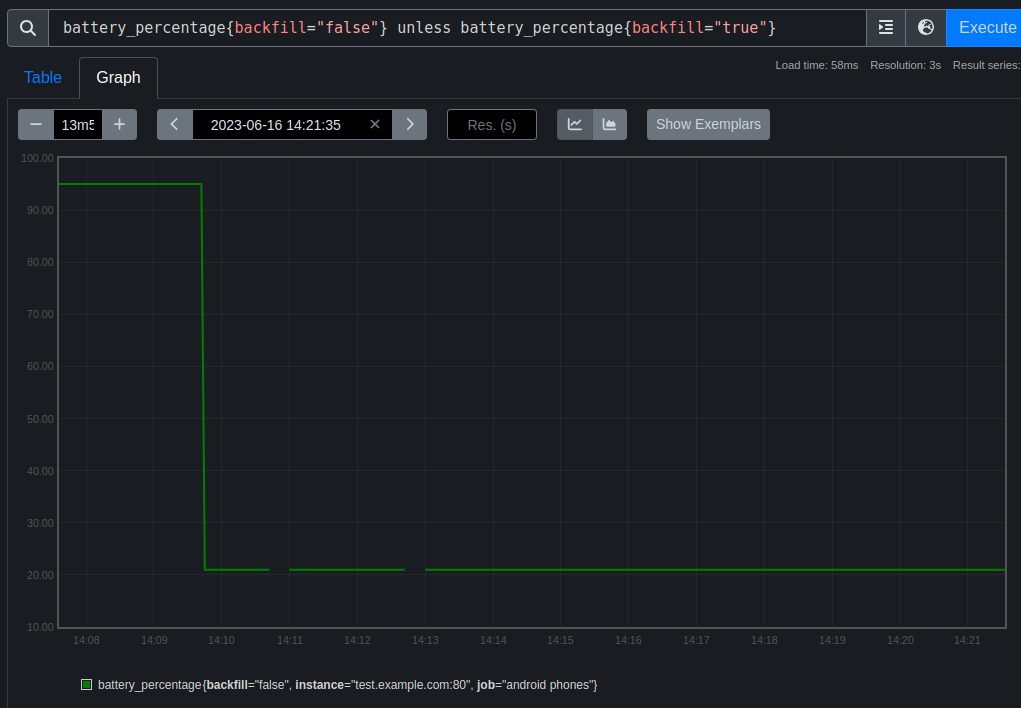 battery_percentage{backfill="false"} unless battery_percentage{backfill="true"}
Execute
Load time: 58ms Resolution: 3s Result series:
Table Graph
− 13m5 + 2023-06-16 14:21:35 × Res. (s) Show Exemplars
100.00
90.00
80.00
70.00
60.00
50.00
40.00
30.00
20.00
10.00
14:08 14:09 14:10 14:11 14:12 14:13 14:14 14:15 14:16 14:17 14:18 14:19 14:20 14:21
battery_percentage{backfill="false", instance="test.example.com:80", job="android phones"}